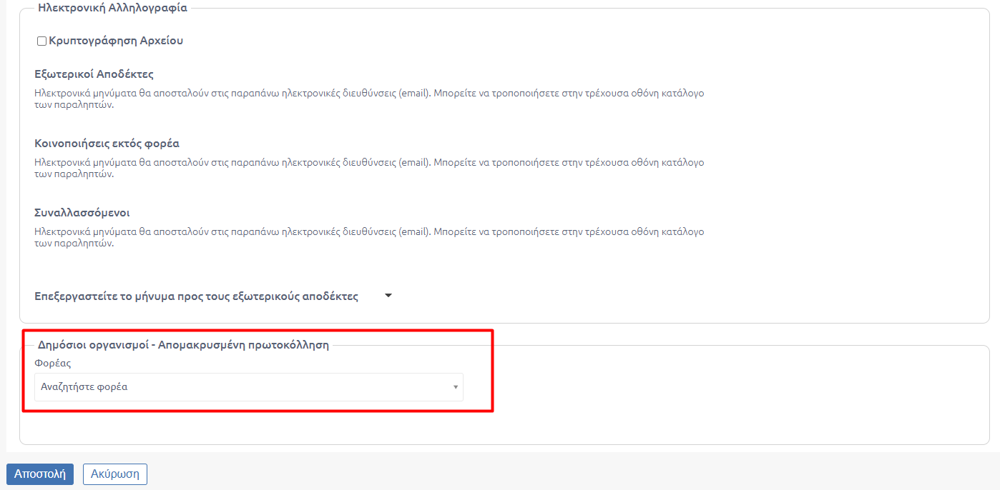 Ηλεκτρονική Αλληλογραφία
Κρυπτογράφηση Αρχείου
Εξωτερικοί Αποδέκτες
Ηλεκτρονικά μηνύματα θα αποσταλούν στις παραπάνω ηλεκτρονικές διευθύνσεις (email). Μπορείτε να τροποποιήσετε στην τρέχουσα οθόνη κατάλογο
των παραληπτών.
Κοινοποιήσεις εκτός φορέα
Ηλεκτρονικά μηνύματα θα αποσταλούν στις παραπάνω ηλεκτρονικές διευθύνσεις (email). Μπορείτε να τροποποιήσετε στην τρέχουσα οθόνη κατάλογο
των παραληπτών.
Συναλλασσόμενοι
Ηλεκτρονικά μηνύματα θα αποσταλούν στις παραπάνω ηλεκτρονικές διευθύνσεις (email). Μπορείτε να τροποποιήσετε στην τρέχουσα οθόνη κατάλογο
των παραληπτών.
Επεξεργαστείτε το μήνυμα προς τους εξωτερικούς αποδέκτες
Δημόσιοι οργανισμοί - Απομακρυσμένη πρωτοκόλληση
Φορέας
Αναζητήστε φορέα
Αποστολή Ακύρωση